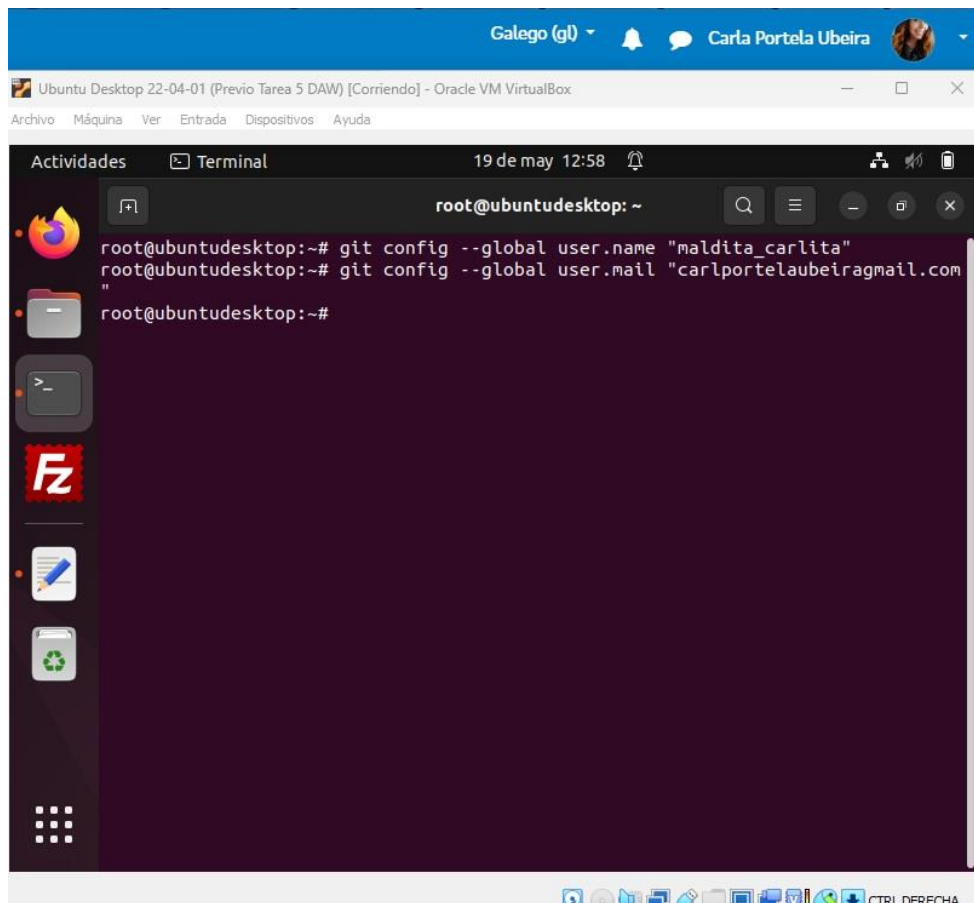 Galego (gl)
Carla Portela Ubeira
Ubuntu Desktop 22-04-01 (Previo Tarea 5 DAW) [Corriendo] - Oracle VM VirtualBox
Archivo Máquina Ver Entrada Dispositivos Ayuda
Actividades Terminal 19 de may 12:58
root@ubuntudesktop: ~
root@ubuntudesktop:~# git config --global user.name "maldita_carlita"
root@ubuntudesktop:~# git config --global user.mail "carlportelaubeiragmail.com
"
root@ubuntudesktop:~#
>_
Fz
CTRL DERECHA